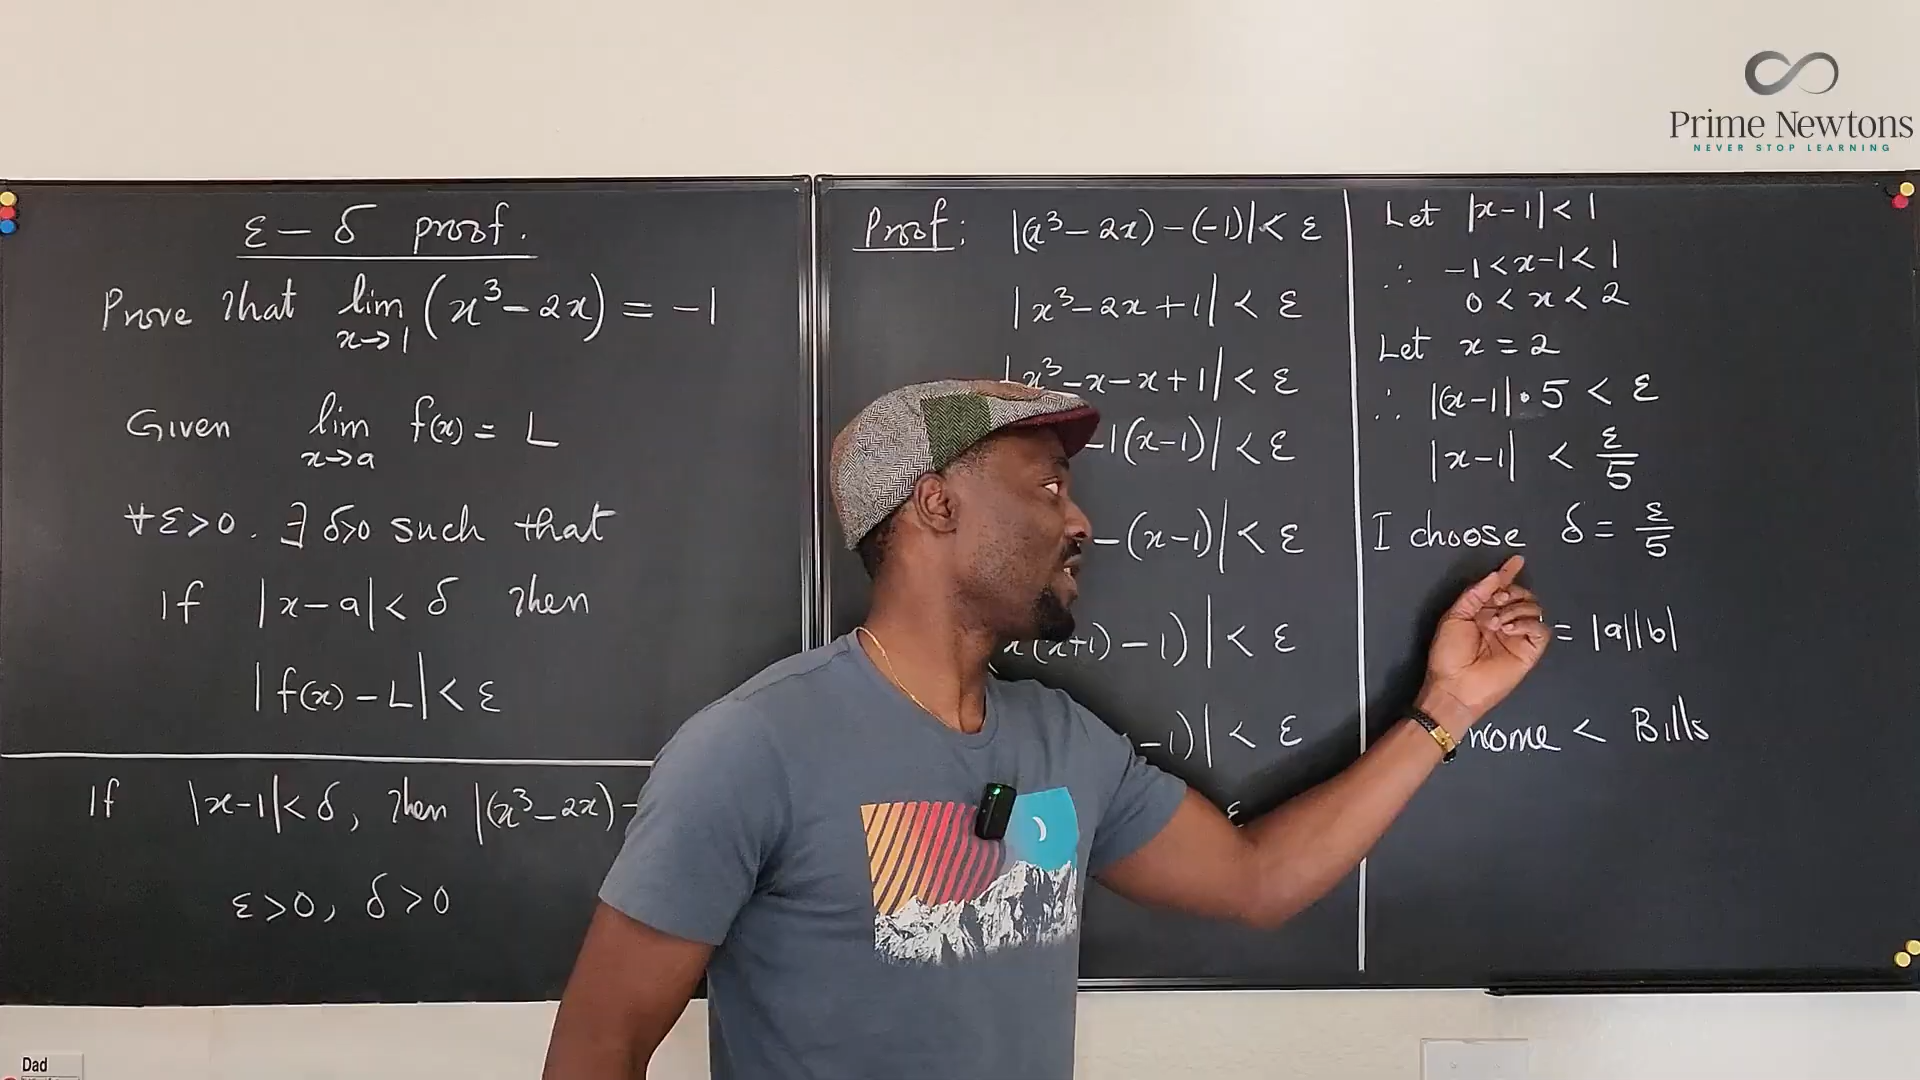 Prime Newtons
NEVER STOP LEARNING
ε – δ proof.
Prove that lim x→1 (x³ – 2x) = –1
Given lim x→a f(x) = L
∀ε>0. ∃ δ>0 such that
If |x – a| < δ then
|f(x) – L| < ε
If |x–1| < δ, then |(x³–2x) –
ε>0, δ>0
Proof: |(x³ – 2x) – (–1)| < ε
|x³ – 2x + 1| < ε
|x³ – x – x + 1| < ε
–1(x–1)| < ε
–(x–1)| < ε
x(x+1) – 1)| < ε
–1)| < ε
ε
Let |x–1| < 1
∴ –1 < x–1 < 1
0 < x < 2
Let x = 2
∴ |(x–1|•5 < ε
|x–1| < ε/5
I choose δ = ε/5
= |a||b|
< Bills
Dad